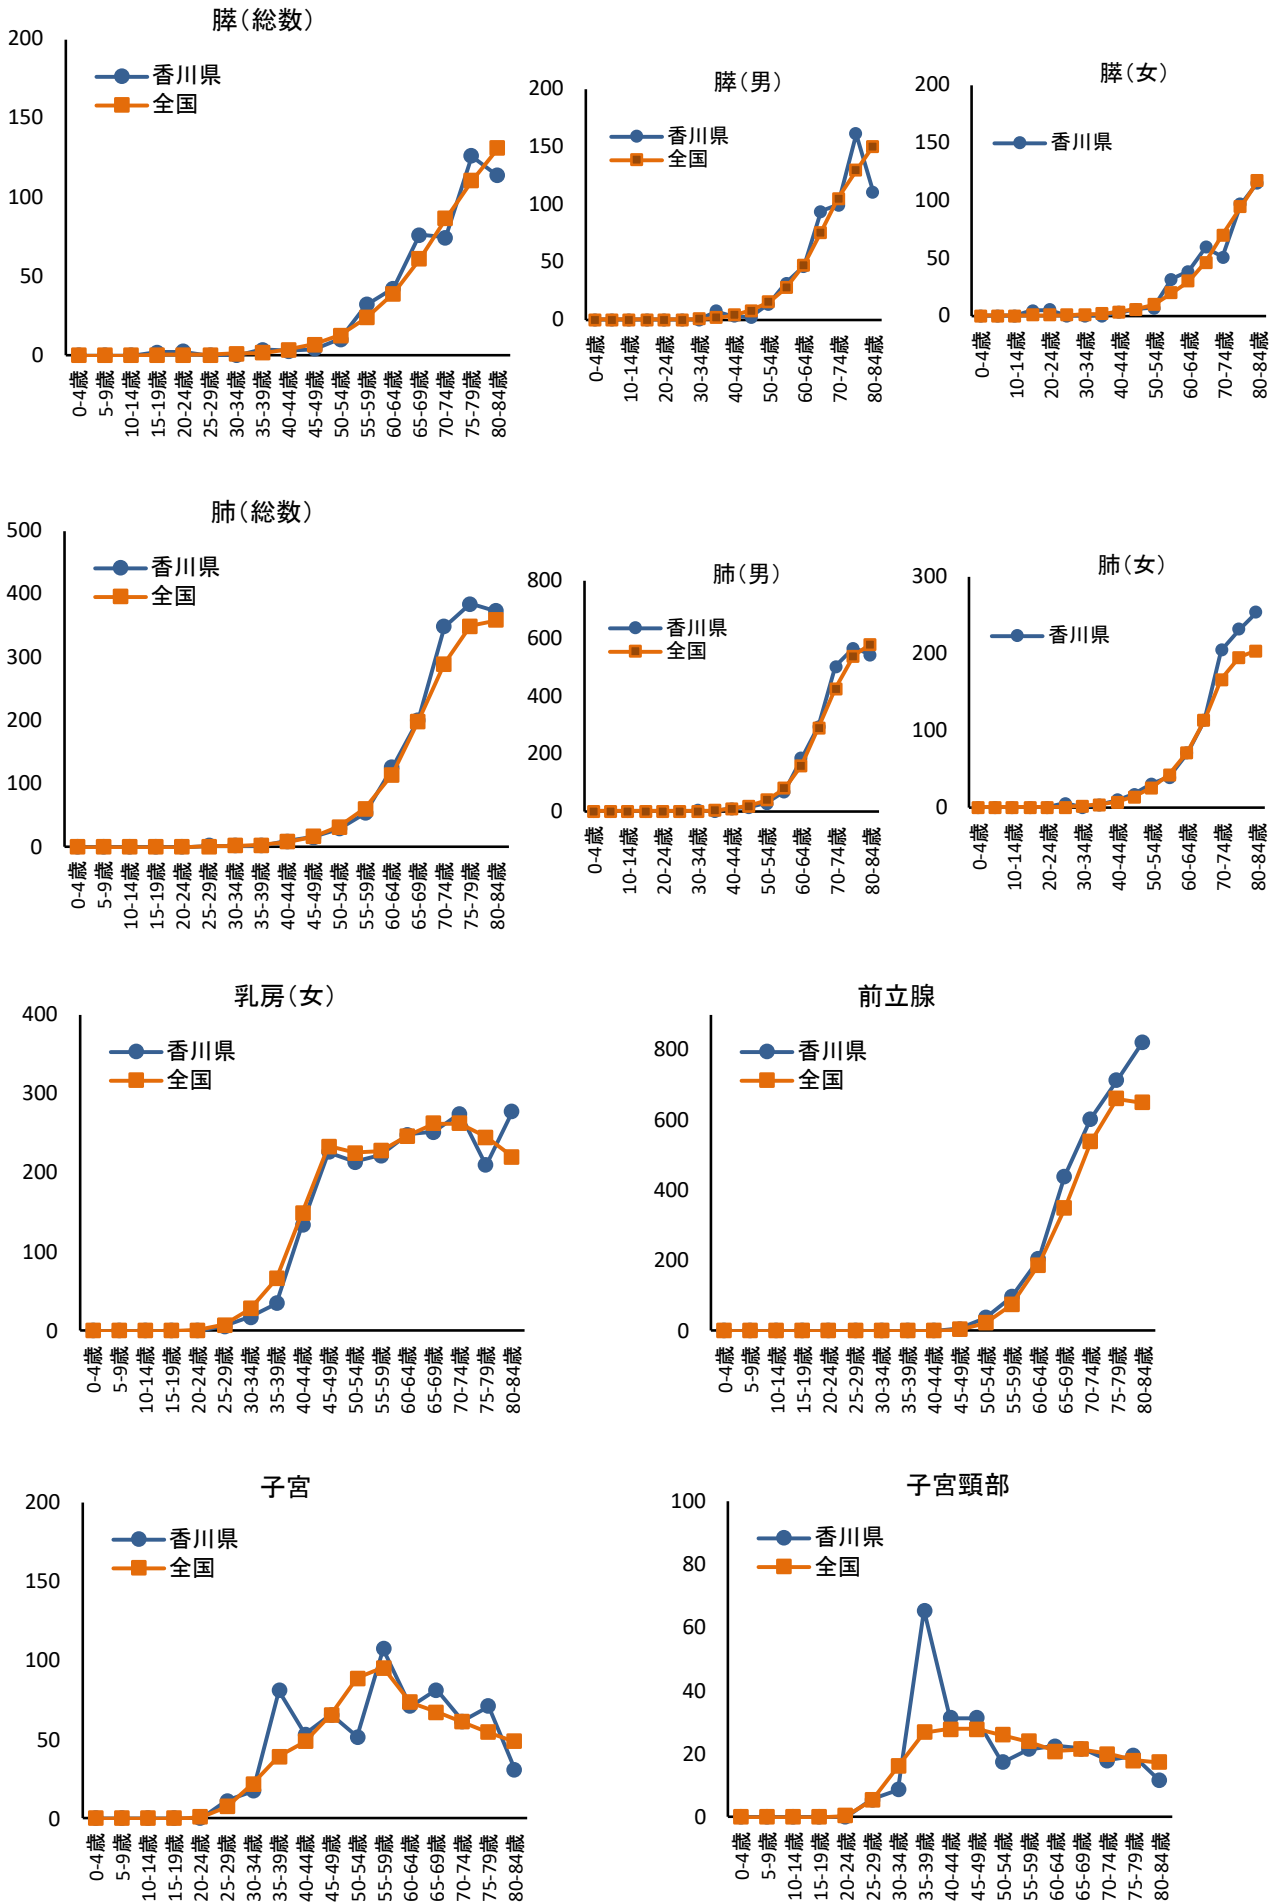 膵（総数）
200
150
100
50
0
香川県
全国
0-4歳
5-9歳
10-14歳
15-19歳
20-24歳
25-29歳
30-34歳
35-39歳
40-44歳
45-49歳
50-54歳
55-59歳
60-64歳
65-69歳
70-74歳
75-79歳
80-84歳
膵（男）
200
150
100
50
0
香川県
全国
0-4歳
10-14歳
20-24歳
30-34歳
40-44歳
50-54歳
60-64歳
70-74歳
80-84歳
膵（女）
200
150
100
50
0
香川県
0-4歳
10-14歳
20-24歳
30-34歳
40-44歳
50-54歳
60-64歳
70-74歳
80-84歳
肺（総数）
500
400
300
200
100
0
香川県
全国
0-4歳
5-9歳
10-14歳
15-19歳
20-24歳
25-29歳
30-34歳
35-39歳
40-44歳
45-49歳
50-54歳
55-59歳
60-64歳
65-69歳
70-74歳
75-79歳
80-84歳
肺（男）
800
600
400
200
0
香川県
全国
0-4歳
10-14歳
20-24歳
30-34歳
40-44歳
50-54歳
60-64歳
70-74歳
80-84歳
肺（女）
300
200
100
0
香川県
0-4歳
10-14歳
20-24歳
30-34歳
40-44歳
50-54歳
60-64歳
70-74歳
80-84歳
乳房（女）
400
300
200
100
0
香川県
全国
0-4歳
5-9歳
10-14歳
15-19歳
20-24歳
25-29歳
30-34歳
35-39歳
40-44歳
45-49歳
50-54歳
55-59歳
60-64歳
65-69歳
70-74歳
75-79歳
80-84歳
前立腺
800
600
400
200
0
香川県
全国
0-4歳
5-9歳
10-14歳
15-19歳
20-24歳
25-29歳
30-34歳
35-39歳
40-44歳
45-49歳
50-54歳
55-59歳
60-64歳
65-69歳
70-74歳
75-79歳
80-84歳
子宮
200
150
100
50
0
香川県
全国
0-4歳
5-9歳
10-14歳
15-19歳
20-24歳
25-29歳
30-34歳
35-39歳
40-44歳
45-49歳
50-54歳
55-59歳
60-64歳
65-69歳
70-74歳
75-79歳
80-84歳
子宮頸部
100
80
60
40
20
0
香川県
全国
0-4歳
5-9歳
10-14歳
15-19歳
20-24歳
25-29歳
30-34歳
35-39歳
40-44歳
45-49歳
50-54歳
55-59歳
60-64歳
65-69歳
70-74歳
75-79歳
80-84歳